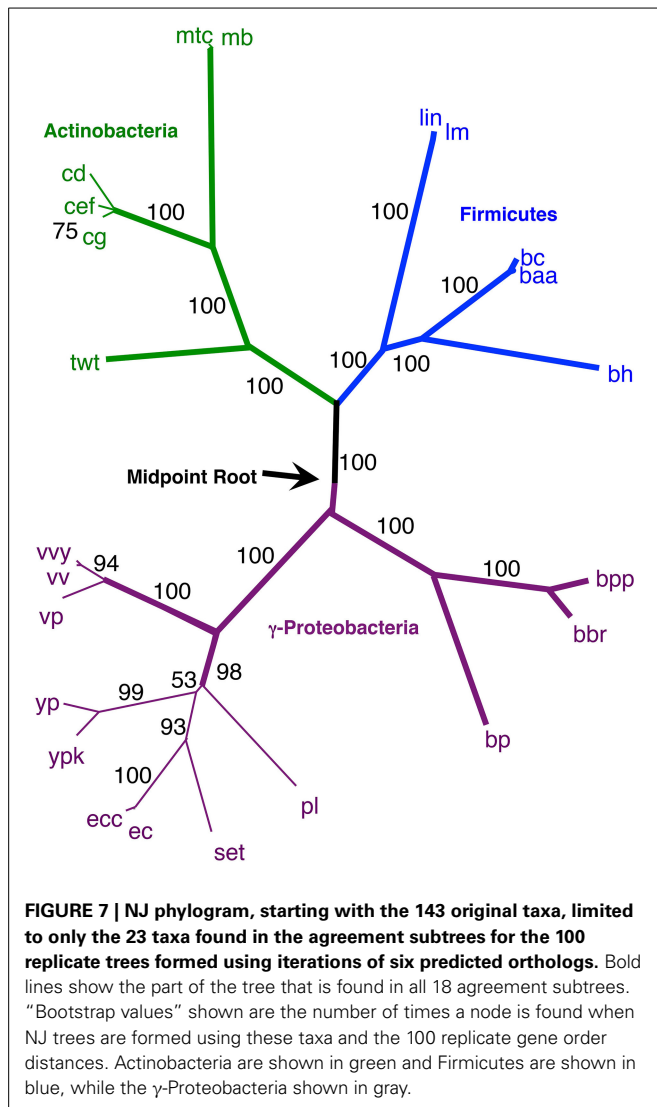 mtc mb
Actinobacteria
lin
lm
cd
100
cef
75
cg
100
Firmicutes
bc
baa
100
100
twt
100
100
100
bh
Midpoint Root
100
vvy
94
vv
vp
100
100
100
100
bpp
bbr
γ-Proteobacteria
bp
53
98
yp
99
ypk
93
100
ecc
ec
set
pl
FIGURE 7 | NJ phylogram, starting with the 143 original taxa, limited
to only the 23 taxa found in the agreement subtrees for the 100
replicate trees formed using iterations of six predicted orthologs. Bold
lines show the part of the tree that is found in all 18 agreement subtrees.
“Bootstrap values” shown are the number of times a node is found when
NJ trees are formed using these taxa and the 100 replicate gene order
distances. Actinobacteria are shown in green and Firmicutes are shown in
blue, while the γ-Proteobacteria shown in gray.